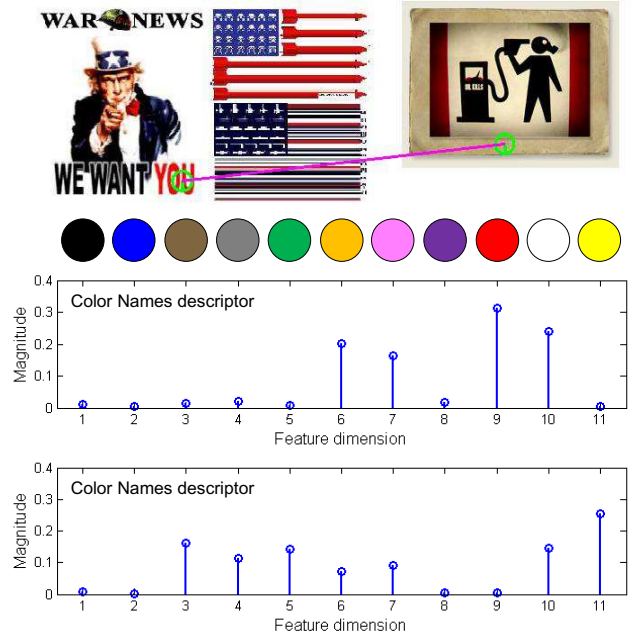 WAR NEWS
WE WANT YOU
OIL KILLS
Color Names descriptor
0.4
0.3
0.2
0.1
0
Magnitude
1 2 3 4 5 6 7 8 9 10 11
Feature dimension
Color Names descriptor
0.4
0.3
0.2
0.1
0
Magnitude
1 2 3 4 5 6 7 8 9 10 11
Feature dimension